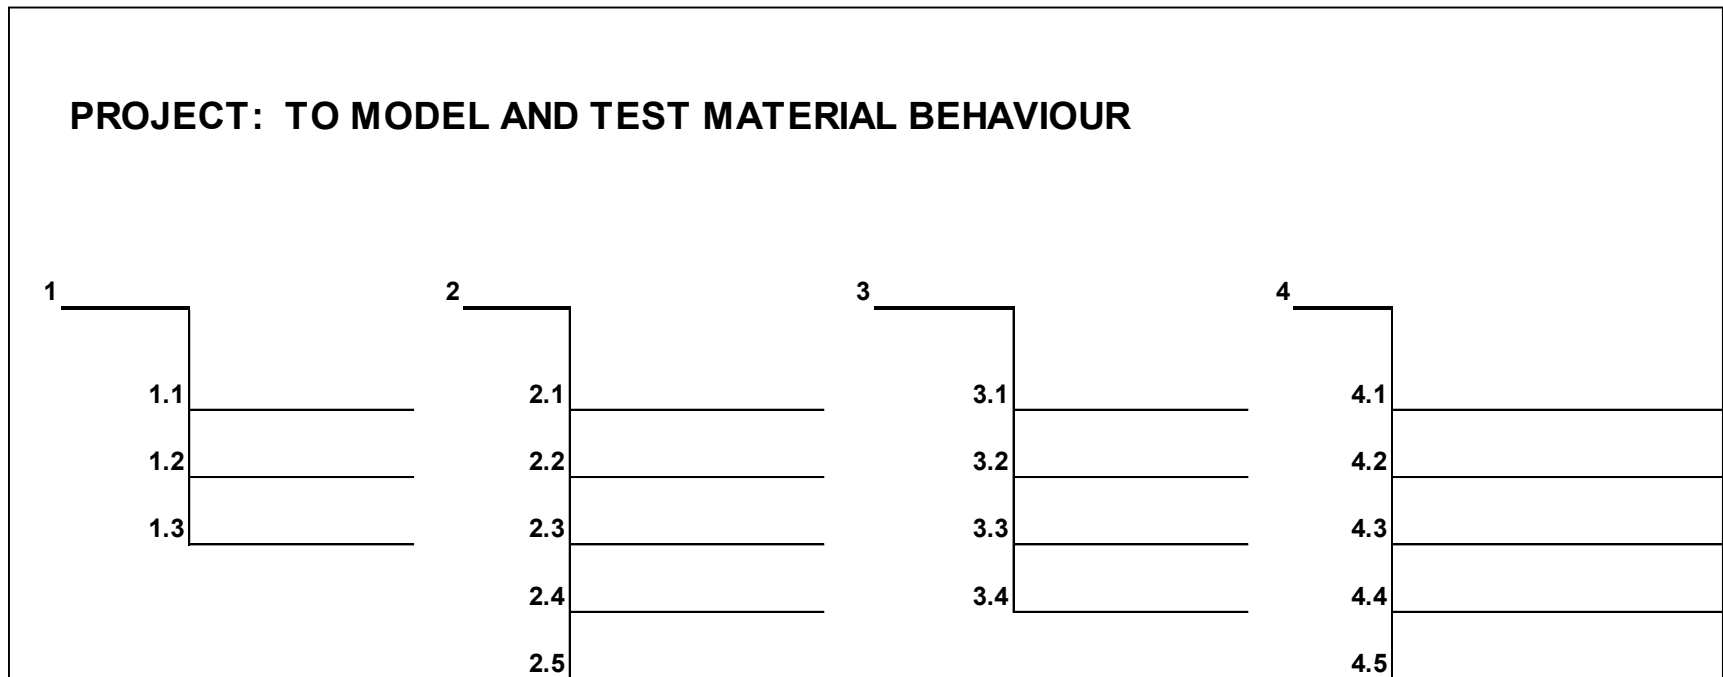 PROJECT: TO MODEL AND TEST MATERIAL BEHAVIOUR
1 2 3 4
1.1 2.1 3.1 4.1
1.2 2.2 3.2 4.2
1.3 2.3 3.3 4.3
2.4 3.4 4.4
2.5 4.5